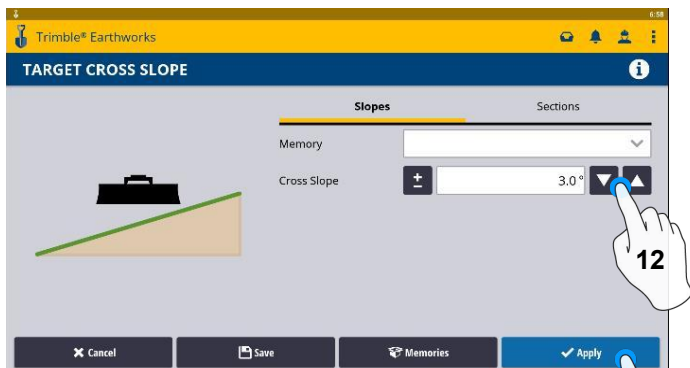 6:58
Trimble® Earthworks
TARGET CROSS SLOPE
Slopes Sections
Memory
Cross Slope ± 3.0°
12
Cancel Save Memories Apply